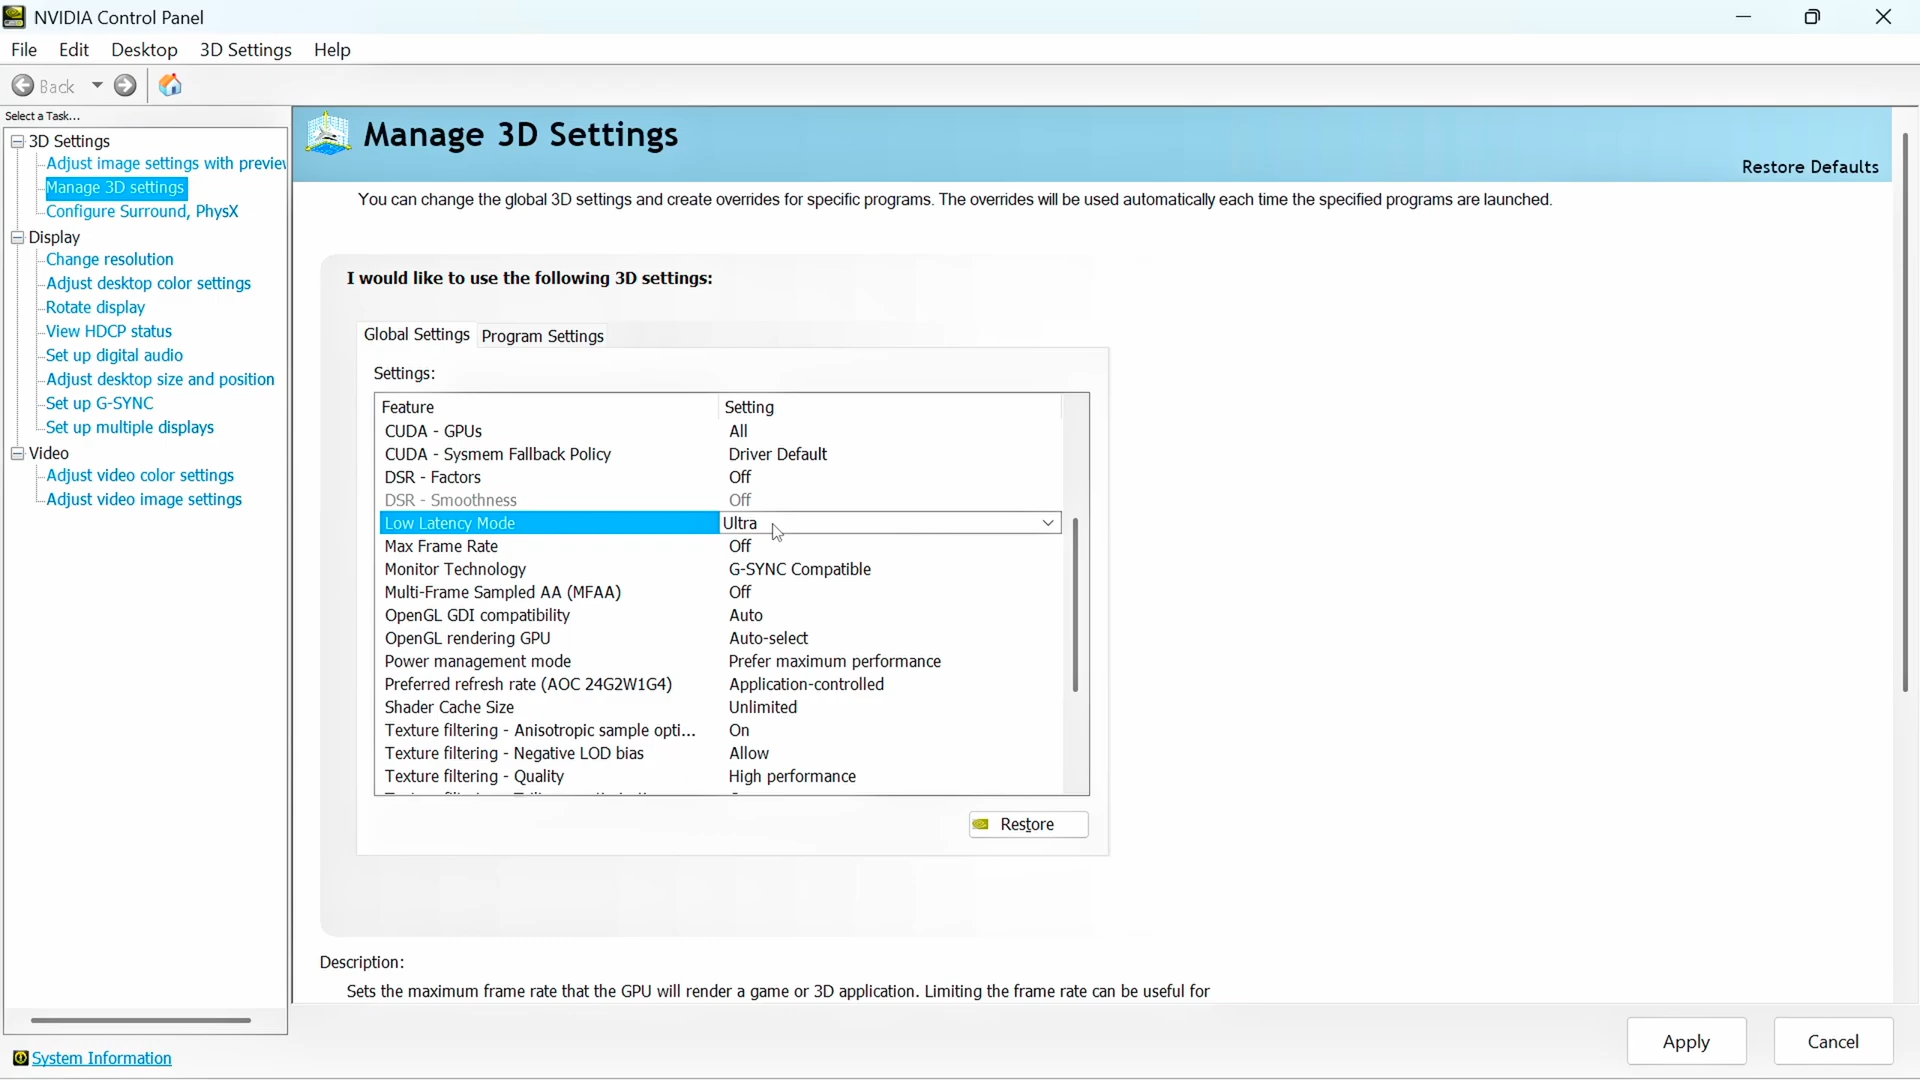 NVIDIA Control Panel
File Edit Desktop 3D Settings Help
Back
Select a Task...
3D Settings
Adjust image settings with preview
Manage 3D settings
Configure Surround, PhysX
Display
Change resolution
Adjust desktop color settings
Rotate display
View HDCP status
Set up digital audio
Adjust desktop size and position
Set up G-SYNC
Set up multiple displays
Video
Adjust video color settings
Adjust video image settings
System Information
Manage 3D Settings
Restore Defaults
You can change the global 3D settings and create overrides for specific programs. The overrides will be used automatically each time the specified programs are launched.
I would like to use the following 3D settings:
Global Settings Program Settings
Settings:
Feature Setting
CUDA - GPUs All
CUDA - Sysmem Fallback Policy Driver Default
DSR - Factors Off
DSR - Smoothness Off
Low Latency Mode Ultra
Max Frame Rate Off
Monitor Technology G-SYNC Compatible
Multi-Frame Sampled AA (MFAA) Off
OpenGL GDI compatibility Auto
OpenGL rendering GPU Auto-select
Power management mode Prefer maximum performance
Preferred refresh rate (AOC 24G2W1G4) Application-controlled
Shader Cache Size Unlimited
Texture filtering - Anisotropic sample opti... On
Texture filtering - Negative LOD bias Allow
Texture filtering - Quality High performance
Restore
Description:
Sets the maximum frame rate that the GPU will render a game or 3D application. Limiting the frame rate can be useful for
Apply Cancel